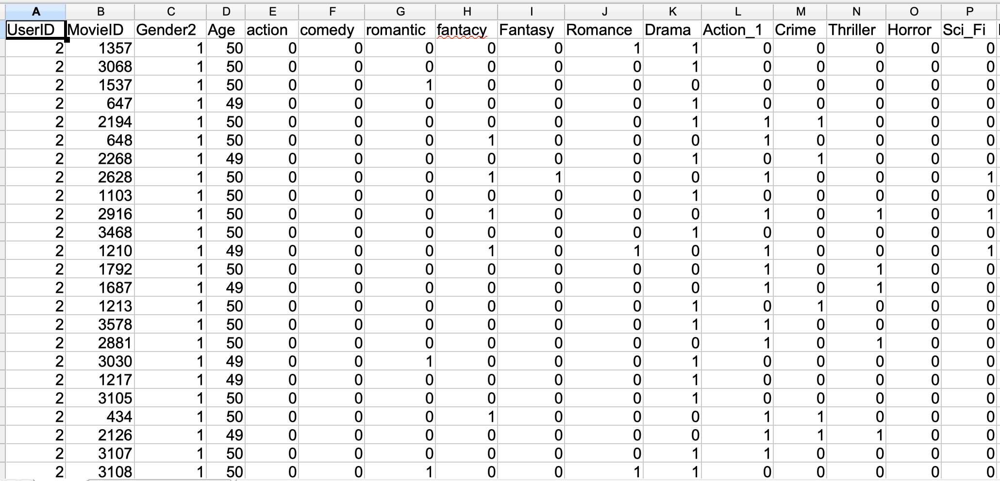 A B C D E F G H I J K L M N O P
UserID MovieID Gender2 Age action comedy romantic fantacy Fantasy Romance Drama Action_1 Crime Thriller Horror Sci_Fi
2 1357 1 50 0 0 0 0 0 1 1 0 0 0 0 0
2 3068 1 50 0 0 0 0 0 0 1 0 0 0 0 0
2 1537 1 50 0 0 1 0 0 0 0 0 0 0 0 0
2 647 1 49 0 0 0 0 0 0 1 0 0 0 0 0
2 2194 1 50 0 0 0 0 0 0 1 1 1 0 0 0
2 648 1 50 0 0 0 1 0 0 0 1 0 0 0 0
2 2268 1 49 0 0 0 0 0 0 1 0 1 0 0 0
2 2628 1 50 0 0 0 1 1 0 0 1 0 0 0 1
2 1103 1 50 0 0 0 0 0 0 1 0 0 0 0 0
2 2916 1 50 0 0 0 1 0 0 0 1 0 1 0 1
2 3468 1 50 0 0 0 0 0 0 1 0 0 0 0 0
2 1210 1 49 0 0 0 1 0 1 0 1 0 0 0 1
2 1792 1 50 0 0 0 0 0 0 0 1 0 1 0 0
2 1687 1 49 0 0 0 0 0 0 0 1 0 1 0 0
2 1213 1 50 0 0 0 0 0 0 1 0 1 0 0 0
2 3578 1 50 0 0 0 0 0 0 1 1 0 0 0 0
2 2881 1 50 0 0 0 0 0 0 0 1 0 1 0 0
2 3030 1 49 0 0 1 0 0 0 1 0 0 0 0 0
2 1217 1 49 0 0 0 0 0 0 1 0 0 0 0 0
2 3105 1 50 0 0 0 0 0 0 1 0 0 0 0 0
2 434 1 50 0 0 0 1 0 0 0 1 1 0 0 0
2 2126 1 49 0 0 0 0 0 0 0 1 1 1 0 0
2 3107 1 50 0 0 0 0 0 0 1 1 0 0 0 0
2 3108 1 50 0 0 1 0 0 1 1 0 0 0 0 0